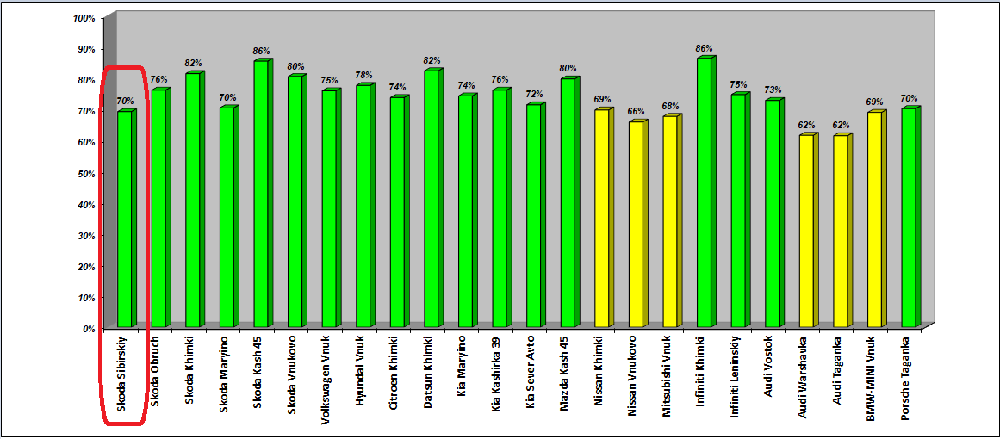 100%
90%
80%
70%
60%
50%
40%
30%
20%
10%
0%
70%
76%
82%
70%
86%
80%
75%
78%
74%
82%
74%
76%
72%
80%
69%
66%
68%
86%
75%
73%
62%
62%
69%
70%
Skoda Sibirskiy
Skoda Obruch
Skoda Khimki
Skoda Maryino
Skoda Kash 45
Skoda Vnukovo
Volkswagen Vnuk
Hyundai Vnuk
Citroen Khimki
Datsun Khimki
Kia Maryino
Kia Kashirka 39
Kia Sever Avto
Mazda Kash 45
Nissan Khimki
Nissan Vnukovo
Mitsubishi Vnuk
Infiniti Khimki
Infiniti Leninskiy
Audi Vostok
Audi Warshavka
Audi Taganka
BMW-MINI Vnuk
Porsche Taganka